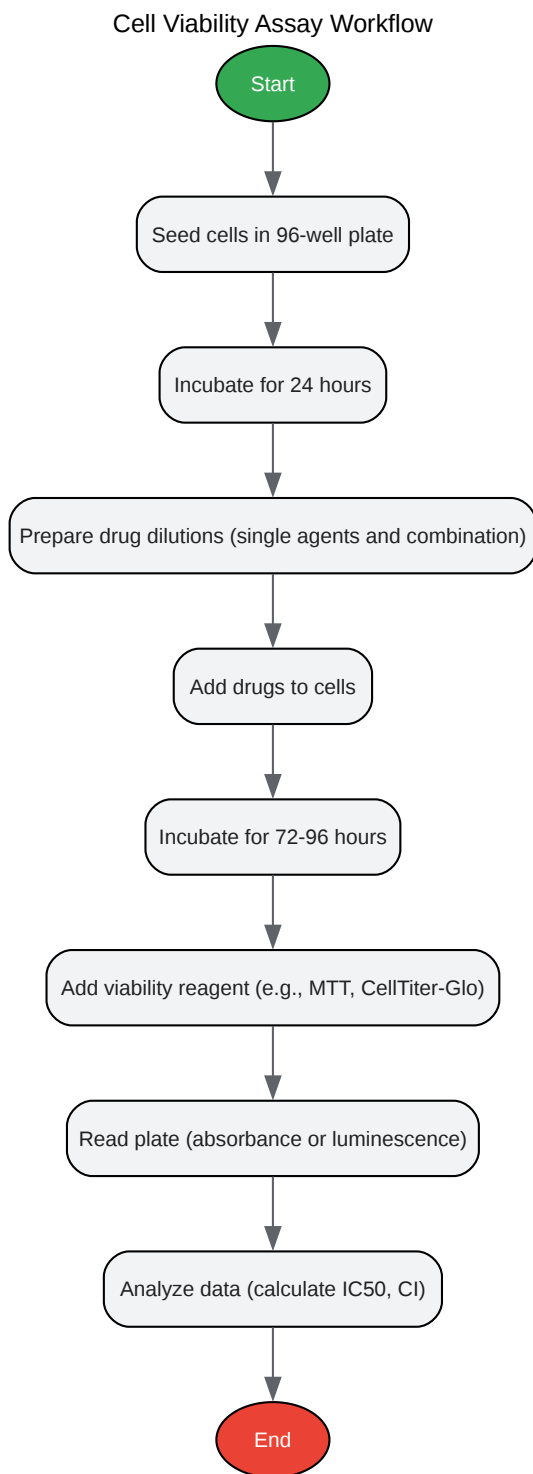 Cell Viability Assay Workflow
Start
Seed cells in 96-well plate
Incubate for 24 hours
Prepare drug dilutions (single agents and combination)
Add drugs to cells
Incubate for 72-96 hours
Add viability reagent (e.g., MTT, CellTiter-Glo)
Read plate (absorbance or luminescence)
Analyze data (calculate IC50, CI)
End